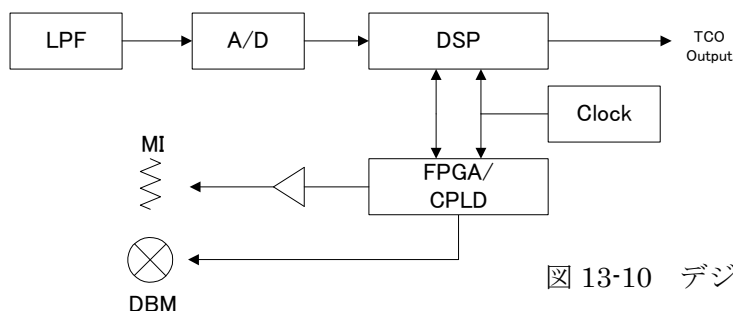 LPF
A/D
DSP
TCO
Output
Clock
MI
FPGA/
CPLD
DBM
図 13-10 デジ